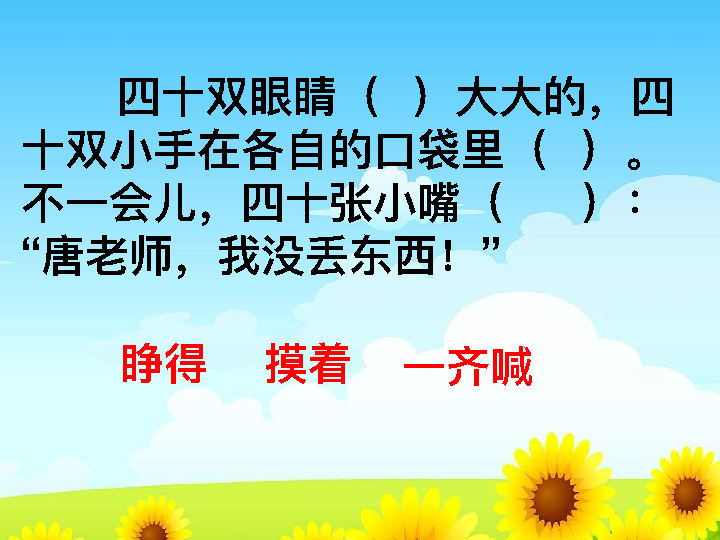 四十双眼睛（ ）大大的，四
十双小手在各自的口袋里（ ）。
不一会儿，四十张小嘴（ ）：
“唐老师，我没丢东西！”
睁得 摸着 一齐喊